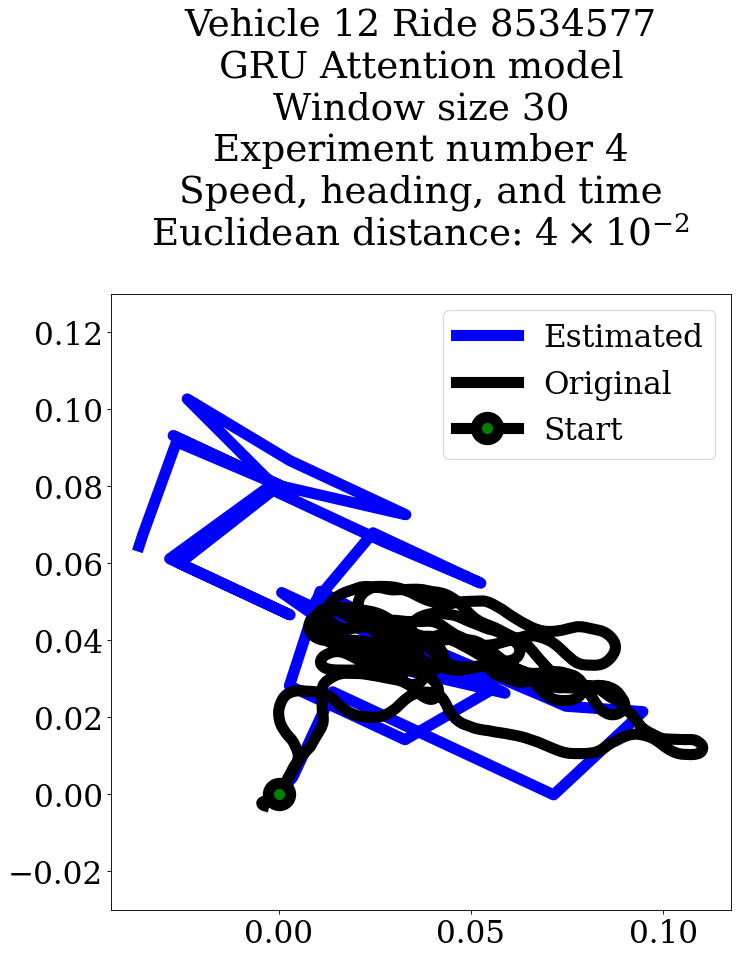 Vehicle 12 Ride 8534577
GRU Attention model
Window size 30
Experiment number 4
Speed, heading, and time
Euclidean distance: 4 × 10⁻²
Estimated
Original
Start
0.12
0.10
0.08
0.06
0.04
0.02
0.00
−0.02
0.00 0.05 0.10